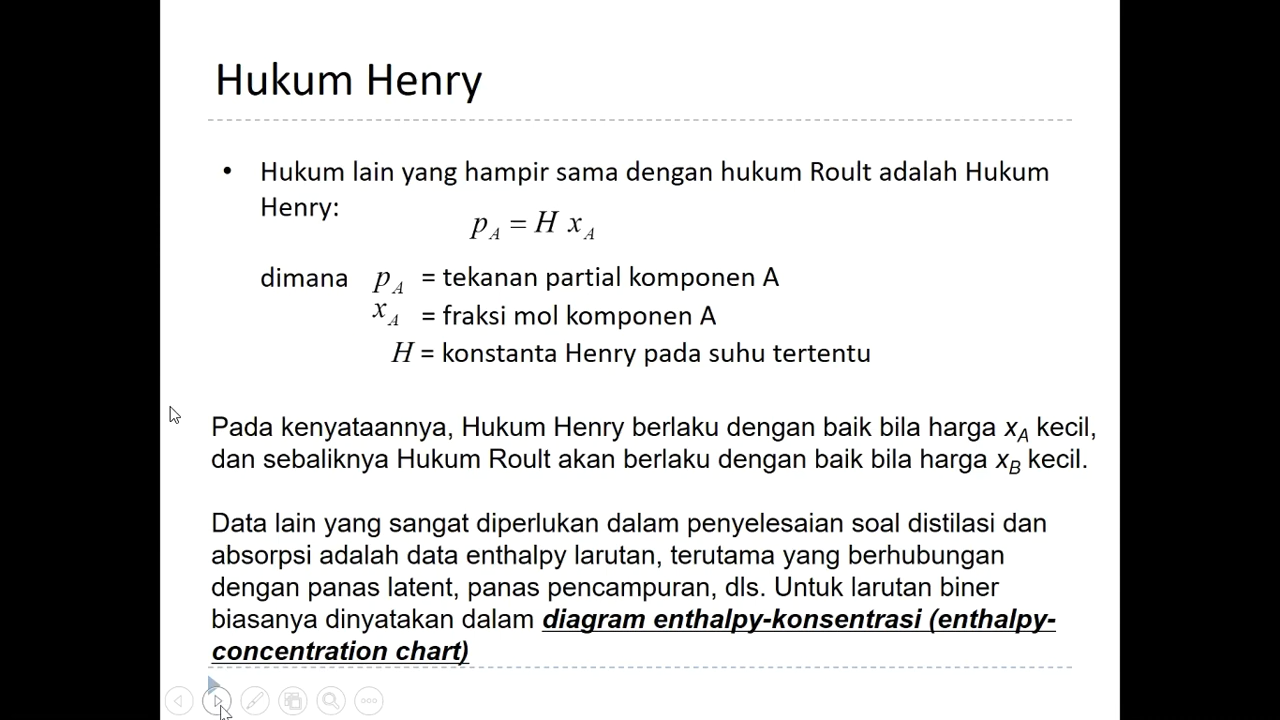 Hukum Henry
• Hukum lain yang hampir sama dengan hukum Roult adalah Hukum
Henry:
p_A = H x_A
dimana p_A = tekanan partial komponen A
x_A = fraksi mol komponen A
H = konstanta Henry pada suhu tertentu
Pada kenyataannya, Hukum Henry berlaku dengan baik bila harga x_A kecil,
dan sebaliknya Hukum Roult akan berlaku dengan baik bila harga x_B kecil.
Data lain yang sangat diperlukan dalam penyelesaian soal distilasi dan
absorpsi adalah data enthalpy larutan, terutama yang berhubungan
dengan panas latent, panas pencampuran, dls. Untuk larutan biner
biasanya dinyatakan dalam diagram enthalpy-konsentrasi (enthalpy-
concentration chart)